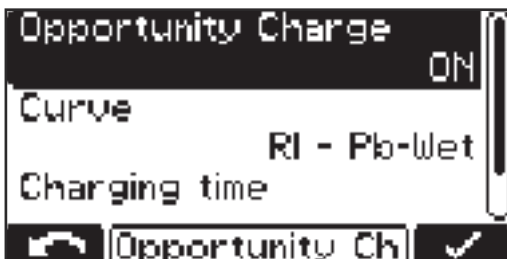 Opportunity Charge
ON
Curve
RI - Pb-Wet
Charging time
Opportunity Ch